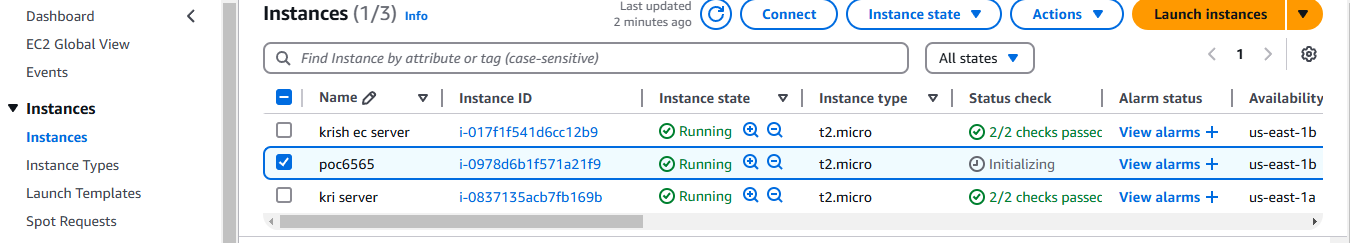 Dashboard
EC2 Global View
Events
Instances
Instances
Instance Types
Launch Templates
Spot Requests
Instances (1/3) Info
Last updated
2 minutes ago
Connect
Instance state
Actions
Launch instances
Find Instance by attribute or tag (case-sensitive)
All states
1
Name Instance ID Instance state Instance type Status check Alarm status Availability
krish ec server i-017f1f541d6cc12b9 Running t2.micro 2/2 checks passec View alarms + us-east-1b
poc6565 i-0978d6b1f571a21f9 Running t2.micro Initializing View alarms + us-east-1b
kri server i-0837135acb7fb169b Running t2.micro 2/2 checks passec View alarms + us-east-1a